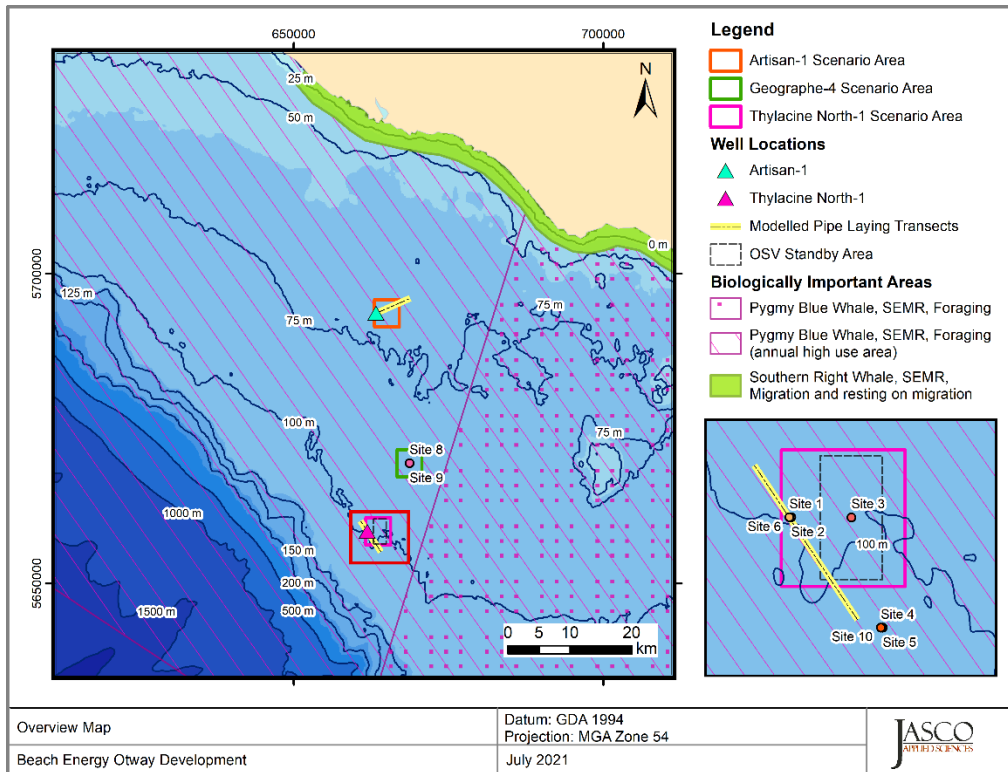 650000
700000
5700000
5650000
25 m
50 m
N
0 m
125 m
75 m
75 m
100 m
75 m
Site 8
Site 9
1000 m
150 m
200 m
500 m
1500 m
0 5 10 20
km
Legend
Artisan-1 Scenario Area
Geographe-4 Scenario Area
Thylacine North-1 Scenario Area
Well Locations
Artisan-1
Thylacine North-1
Modelled Pipe Laying Transects
OSV Standby Area
Biologically Important Areas
Pygmy Blue Whale, SEMR, Foraging
Pygmy Blue Whale, SEMR, Foraging
(annual high use area)
Southern Right Whale, SEMR,
Migration and resting on migration
Site 1
Site 3
Site 6
Site 2
100 m
Site 4
Site 10
Site 5
Overview Map
Datum: GDA 1994
Projection: MGA Zone 54
Beach Energy Otway Development
July 2021
JASCO
APPLIED SCIENCES